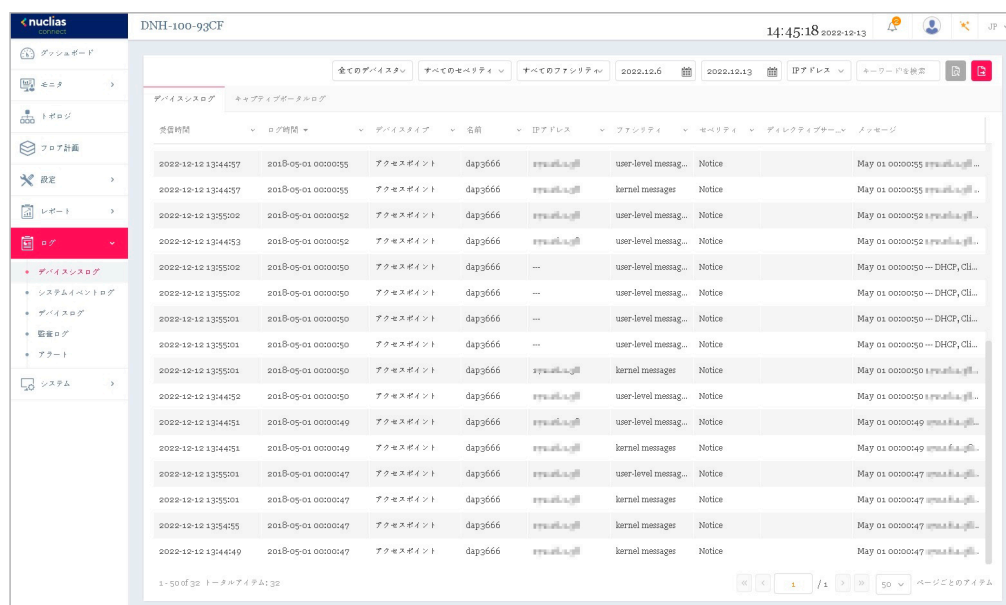 nuclias
connect
DNH-100-93CF
14:45:18 2022-12-13
JP
ダッシュボード
モニタ
トポロジ
フロア計画
設定
レポート
ログ
デバイスシスログ
システムイベントログ
デバイスログ
監査ログ
アラート
システム
全てのデバイスタ すべてのセベリティ すべてのファシリティ 2022.12.6 2022.12.13 IPアドレス キーワードを検索
デバイスシスログ キャプティブポータルログ
受信時間 ログ時間 デバイスタイプ 名前 IPアドレス ファシリティ セベリティ ディレクティブサー... メッセージ
2022-12-12 13:44:57 2018-05-01 00:00:55 アクセスポイント dap3666 user-level messag... Notice May 01 00:00:55 ...
2022-12-12 13:44:57 2018-05-01 00:00:55 アクセスポイント dap3666 kernel messages Notice May 01 00:00:55 ...
2022-12-12 13:55:02 2018-05-01 00:00:52 アクセスポイント dap3666 user-level messag... Notice May 01 00:00:52 ...
2022-12-12 13:44:53 2018-05-01 00:00:52 アクセスポイント dap3666 user-level messag... Notice May 01 00:00:52 ...
2022-12-12 13:55:02 2018-05-01 00:00:50 アクセスポイント dap3666 --- user-level messag... Notice May 01 00:00:50 --- DHCP, Cli...
2022-12-12 13:55:02 2018-05-01 00:00:50 アクセスポイント dap3666 --- user-level messag... Notice May 01 00:00:50 --- DHCP, Cli...
2022-12-12 13:55:01 2018-05-01 00:00:50 アクセスポイント dap3666 --- user-level messag... Notice May 01 00:00:50 --- DHCP, Cli...
2022-12-12 13:55:01 2018-05-01 00:00:50 アクセスポイント dap3666 --- user-level messag... Notice May 01 00:00:50 --- DHCP, Cli...
2022-12-12 13:55:01 2018-05-01 00:00:50 アクセスポイント dap3666 kernel messages Notice May 01 00:00:50 ...
2022-12-12 13:44:52 2018-05-01 00:00:50 アクセスポイント dap3666 user-level messag... Notice May 01 00:00:50 ...
2022-12-12 13:44:51 2018-05-01 00:00:49 アクセスポイント dap3666 user-level messag... Notice May 01 00:00:49 ...
2022-12-12 13:44:51 2018-05-01 00:00:49 アクセスポイント dap3666 kernel messages Notice May 01 00:00:49 ...
2022-12-12 13:55:01 2018-05-01 00:00:47 アクセスポイント dap3666 user-level messag... Notice May 01 00:00:47 ...
2022-12-12 13:55:01 2018-05-01 00:00:47 アクセスポイント dap3666 kernel messages Notice May 01 00:00:47 ...
2022-12-12 13:54:55 2018-05-01 00:00:47 アクセスポイント dap3666 kernel messages Notice May 01 00:00:47 ...
2022-12-12 13:44:49 2018-05-01 00:00:47 アクセスポイント dap3666 kernel messages Notice May 01 00:00:47 ...
1 - 50 of 32 トータルアイテム: 32 « < 1 / 1 > » 50 ページごとのアイテム